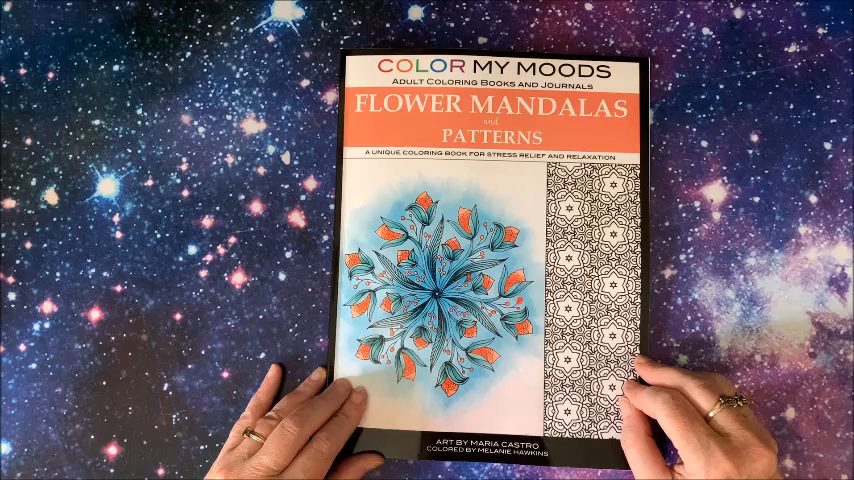 COLOR MY MOODS
ADULT COLORING BOOKS AND JOURNALS
FLOWER MANDALAS
and
PATTERNS
A UNIQUE COLORING BOOK FOR STRESS RELIEF AND RELAXATION
ART BY MARIA CASTRO
COLORED BY MELANIE HAWKINS